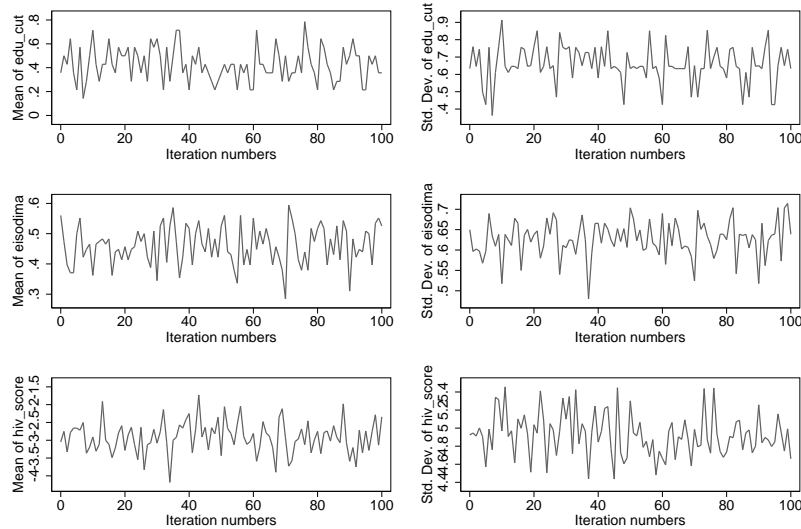 Mean of edu_cut
0 .2 .4 .6 .8
0 20 40 60 80 100
Iteration numbers
Std. Dev. of edu_cut
.4 .5 .6 .7 .8 .9
0 20 40 60 80 100
Iteration numbers
Mean of eisodima
.3 .4 .5 .6
0 20 40 60 80 100
Iteration numbers
Std. Dev. of eisodima
.5 .55 .6 .65 .7
0 20 40 60 80 100
Iteration numbers
Mean of hiv_score
-4 -3.5 -3 -2.5 -2 -1.5
0 20 40 60 80 100
Iteration numbers
Std. Dev. of hiv_score
4.4 4.6 4.8 5 5.2 5.4
0 20 40 60 80 100
Iteration numbers